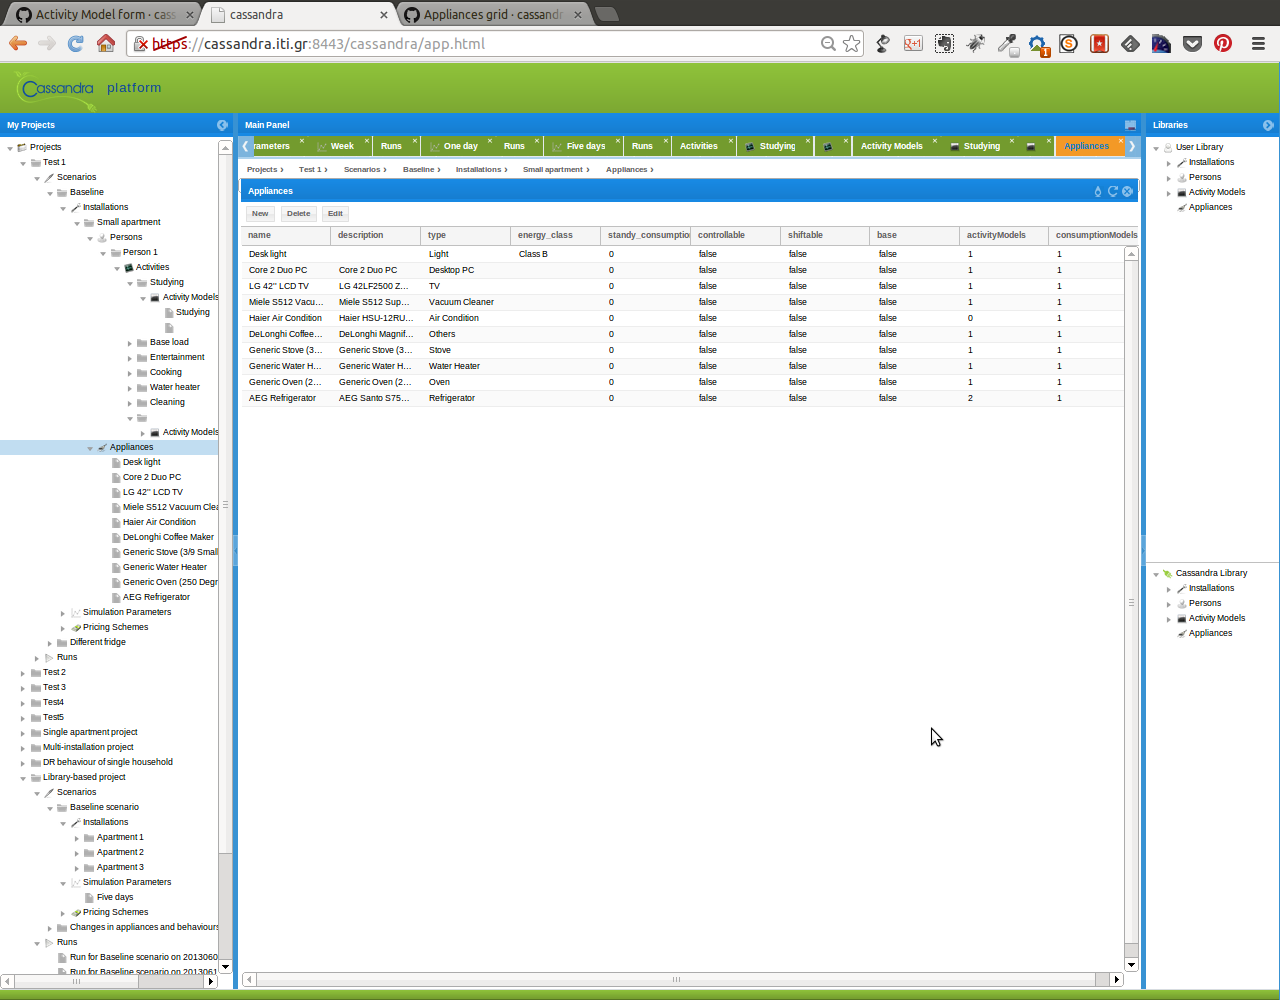 Activity Model form · cass
cassandra
Appliances grid · cassandr
https://cassandra.iti.gr:8443/cassandra/app.html
Cassandra platform
My Projects
Projects
Test 1
Scenarios
Baseline
Installations
Small apartment
Persons
Person 1
Activities
Studying
Activity Models
Studying
Base load
Entertainment
Cooking
Water heater
Cleaning
Activity Models
Appliances
Desk light
Core 2 Duo PC
LG 42'' LCD TV
Miele S512 Vacuum Clea
Haier Air Condition
DeLonghi Coffee Maker
Generic Stove (3/9 Small
Generic Water Heater
Generic Oven (250 Degr
AEG Refrigerator
Simulation Parameters
Pricing Schemes
Different fridge
Runs
Test 2
Test 3
Test4
Test5
Single apartment project
Multi-installation project
DR behaviour of single household
Library-based project
Scenarios
Baseline scenario
Installations
Apartment 1
Apartment 2
Apartment 3
Simulation Parameters
Five days
Pricing Schemes
Changes in appliances and behaviours
Runs
Run for Baseline scenario on 2013060
Run for Baseline scenario on 2013061
Main Panel
rameters Week Runs One day Runs Five days Runs Activities Studying Activity Models Studying Appliances
Projects › Test 1 › Scenarios › Baseline › Installations › Small apartment › Appliances ›
Appliances
New Delete Edit
name description type energy_class standy_consumption controllable shiftable base activityModels consumptionModels
Desk light Light Class B 0 false false false 1 1
Core 2 Duo PC Core 2 Duo PC Desktop PC 0 false false false 1 1
LG 42'' LCD TV LG 42LF2500 Z... TV 0 false false false 1 1
Miele S512 Vacu... Miele S512 Sup... Vacuum Cleaner 0 false false false 1 1
Haier Air Condition Haier HSU-12RU... Air Condition 0 false false false 0 1
DeLonghi Coffee... DeLonghi Magnif... Others 0 false false false 1 1
Generic Stove (3... Generic Stove (3... Stove 0 false false false 1 1
Generic Water H... Generic Water H... Water Heater 0 false false false 1 1
Generic Oven (2... Generic Oven (2... Oven 0 false false false 1 1
AEG Refrigerator AEG Santo S75... Refrigerator 0 false false false 2 1
Libraries
User Library
Installations
Persons
Activity Models
Appliances
Cassandra Library
Installations
Persons
Activity Models
Appliances